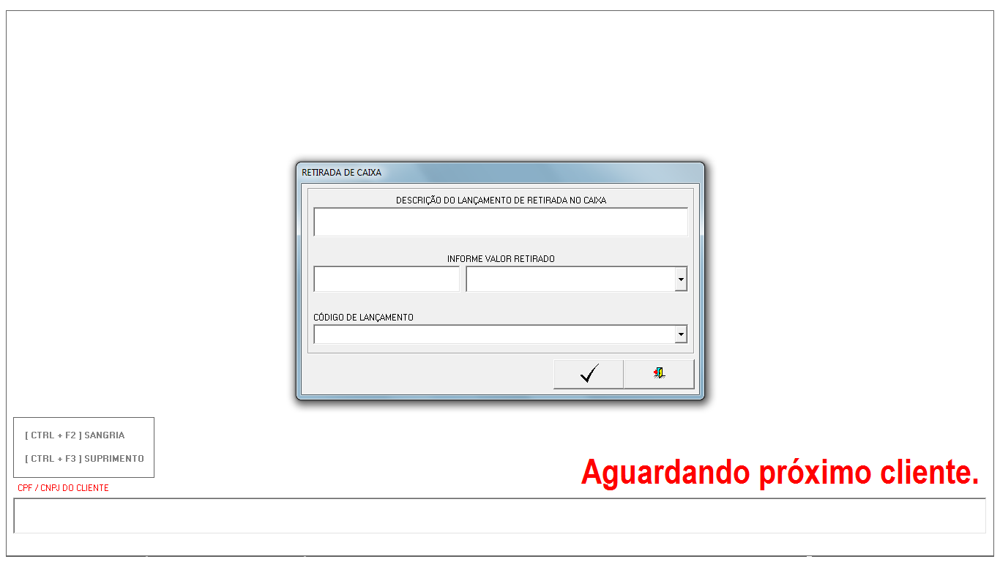 RETIRADA DE CAIXA
DESCRIÇÃO DO LANÇAMENTO DE RETIRADA NO CAIXA
INFORME VALOR RETIRADO
CÓDIGO DE LANÇAMENTO
[ CTRL + F2 ] SANGRIA
[ CTRL + F3 ] SUPRIMENTO
CPF / CNPJ DO CLIENTE
Aguardando próximo cliente.